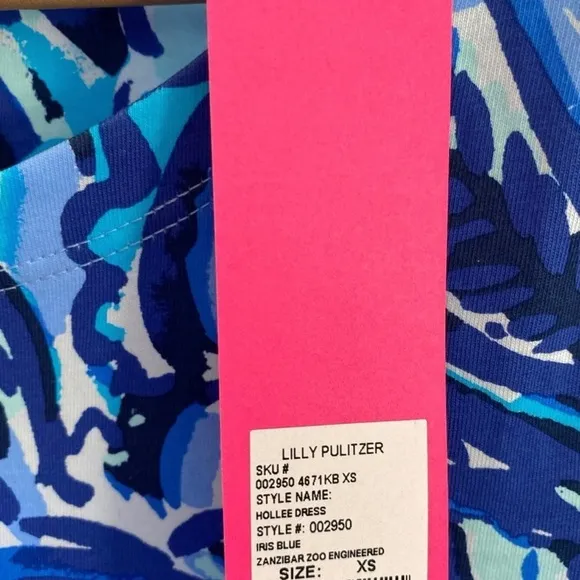 LILLY PULITZER
SKU #
002950 4671KB XS
STYLE NAME:
HOLLEE DRESS
STYLE #: 002950
IRIS BLUE
ZANZIBAR ZOO ENGINEERED
SIZE: XS